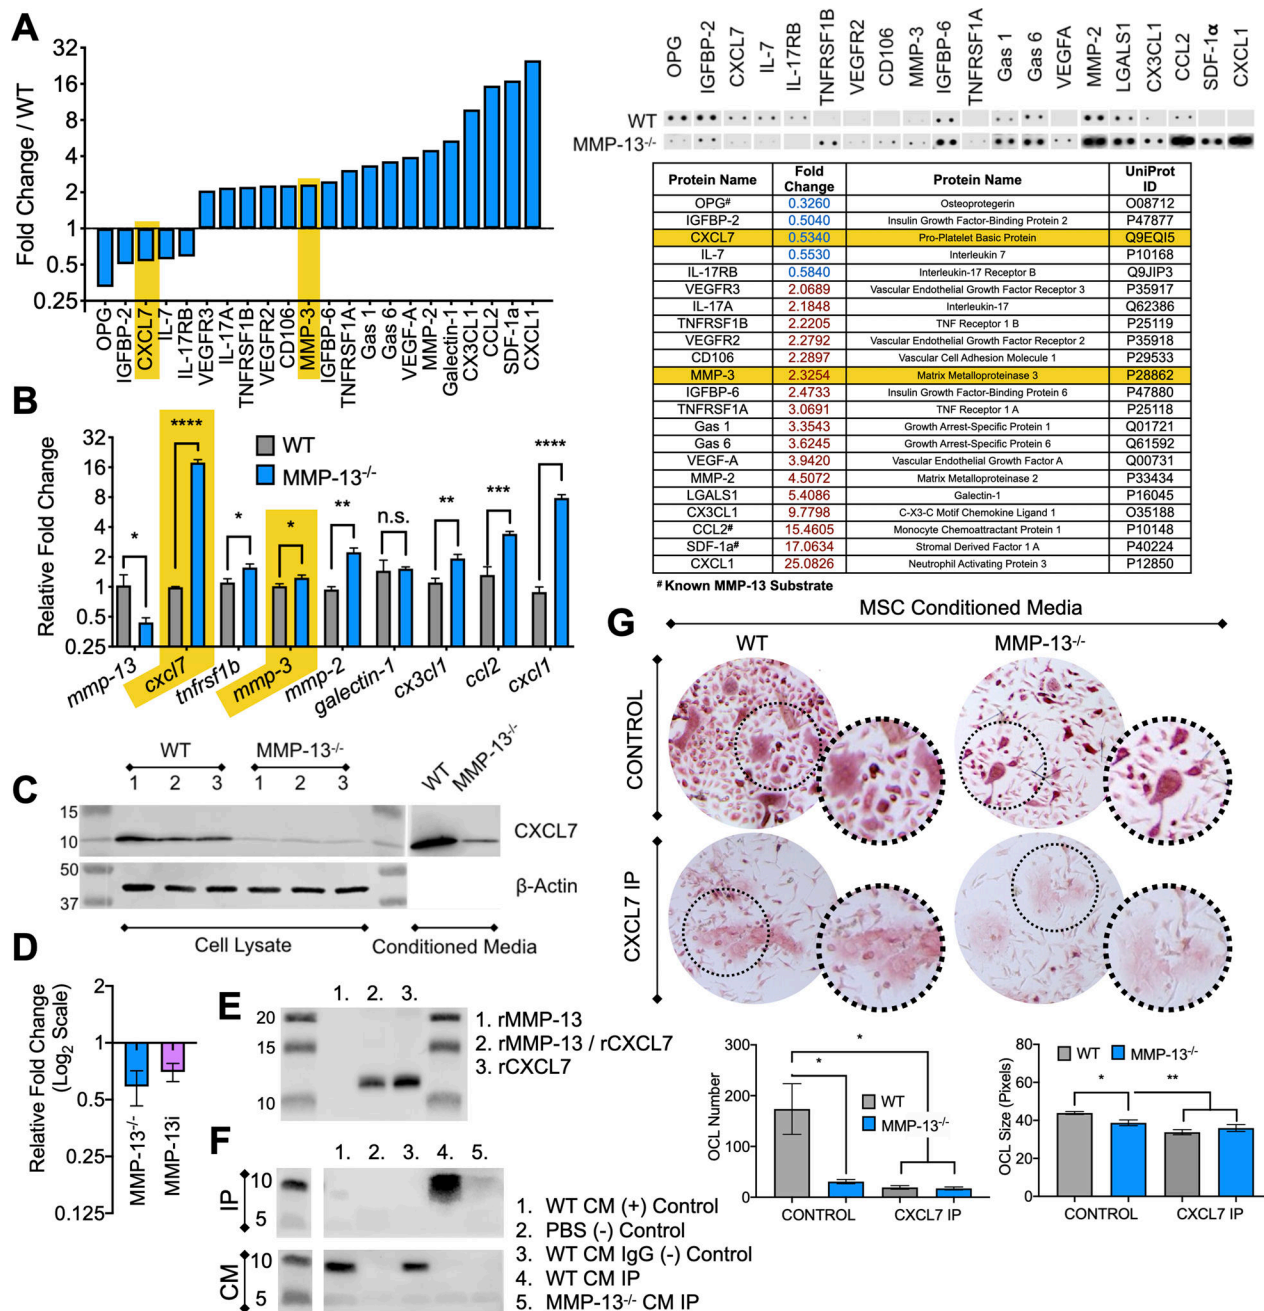 A
Fold Change / WT
32
16
8
4
2
1
0.5
0.25
OPG
IGFBP-2
CXCL7
IL-7
IL-17RB
VEGFR3
IL-17A
TNFRSF1B
VEGFR2
CD106
MMP-3
IGFBP-6
TNFRSF1A
Gas 1
Gas 6
VEGF-A
MMP-2
Galectin-1
CX3CL1
CCL2
SDF-1a
CXCL1
OPG
IGFBP-2
CXCL7
IL-7
IL-17RB
TNFRSF1B
VEGFR2
CD106
MMP-3
IGFBP-6
TNFRSF1A
Gas 1
Gas 6
VEGFA
MMP-2
LGALS1
CX3CL1
CCL2
SDF-1α
CXCL1
WT
MMP-13-/-
Protein Name Fold Change Protein Name UniProt ID
OPG# 0.3260 Osteoprotegerin O08712
IGFBP-2 0.5040 Insulin Growth Factor-Binding Protein 2 P47877
CXCL7 0.5340 Pro-Platelet Basic Protein Q9EQI5
IL-7 0.5530 Interleukin 7 P10168
IL-17RB 0.5840 Interleukin-17 Receptor B Q9JIP3
VEGFR3 2.0689 Vascular Endothelial Growth Factor Receptor 3 P35917
IL-17A 2.1848 Interleukin-17 Q62386
TNFRSF1B 2.2205 TNF Receptor 1 B P25119
VEGFR2 2.2792 Vascular Endothelial Growth Factor Receptor 2 P35918
CD106 2.2897 Vascular Cell Adhesion Molecule 1 P29533
MMP-3 2.3254 Matrix Metalloproteinase 3 P28862
IGFBP-6 2.4733 Insulin Growth Factor-Binding Protein 6 P47880
TNFRSF1A 3.0691 TNF Receptor 1 A P25118
Gas 1 3.3543 Growth Arrest-Specific Protein 1 Q01721
Gas 6 3.6245 Growth Arrest-Specific Protein 6 Q61592
VEGF-A 3.9420 Vascular Endothelial Growth Factor A Q00731
MMP-2 4.5072 Matrix Metalloproteinase 2 P33434
LGALS1 5.4086 Galectin-1 P16045
CX3CL1 9.7798 C-X3-C Motif Chemokine Ligand 1 O35188
CCL2# 15.4605 Monocyte Chemoattractant Protein 1 P10148
SDF-1a# 17.0634 Stromal Derived Factor 1 A P40224
CXCL1 25.0826 Neutrophil Activating Protein 3 P12850
# Known MMP-13 Substrate
B
Relative Fold Change
32
16
8
4
2
1
0.5
0.25
WT
MMP-13-/-
*
****
*
*
**
n.s.
**
***
****
mmp-13
cxcl7
tnfrsf1b
mmp-3
mmp-2
galectin-1
cx3cl1
ccl2
cxcl1
C
WT MMP-13-/-
1 2 3 1 2 3
WT
MMP-13-/-
15
10
CXCL7
50
37
β-Actin
Cell Lysate
Conditioned Media
D
Relative Fold Change
(Log2 Scale)
2
1
0.5
0.25
0.125
MMP-13-/-
MMP-13i
E
1. 2. 3.
20
15
10
1. rMMP-13
2. rMMP-13 / rCXCL7
3. rCXCL7
F
1. 2. 3. 4. 5.
IP
10
5
CM
10
5
1. WT CM (+) Control
2. PBS (-) Control
3. WT CM IgG (-) Control
4. WT CM IP
5. MMP-13-/- CM IP
G
MSC Conditioned Media
WT MMP-13-/-
CONTROL
CXCL7 IP
OCL Number
300
200
100
0
*
*
WT
MMP-13-/-
CONTROL CXCL7 IP
OCL Size (Pixels)
80
60
40
20
0
WT MMP-13-/-
*
**
CONTROL CXCL7 IP